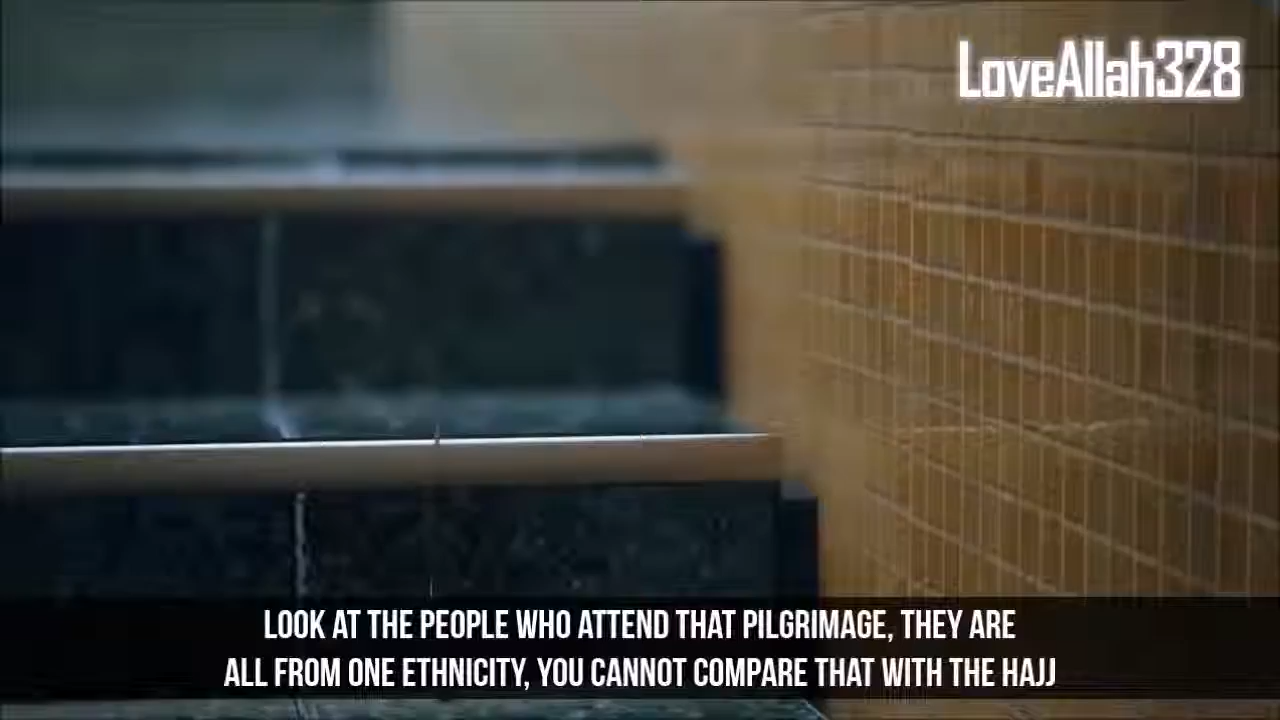 LoveAllah328
LOOK AT THE PEOPLE WHO ATTEND THAT PILGRIMAGE, THEY ARE
ALL FROM ONE ETHNICITY, YOU CANNOT COMPARE THAT WITH THE HAJJ